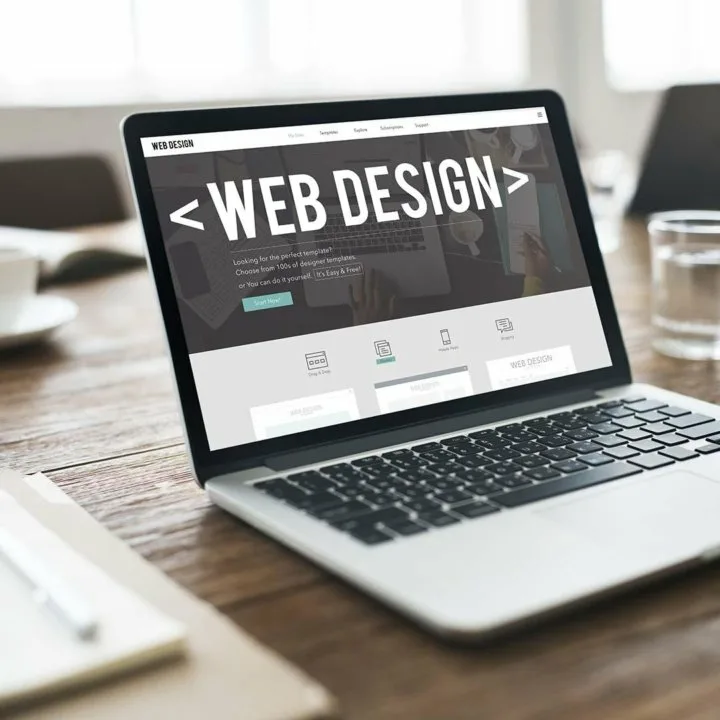 WEB DESIGN
Templates Explore Subscriptions Support
<WEB DESIGN>
Looking for the perfect template?
Choose from 100s of designer templates.
or You can do it yourself. It's Easy & Free!
Start Now!
Drag & Drop
Mobile Ready
Blogging
WEB DESIGN
WEB DESIGN
WEB DESIGN